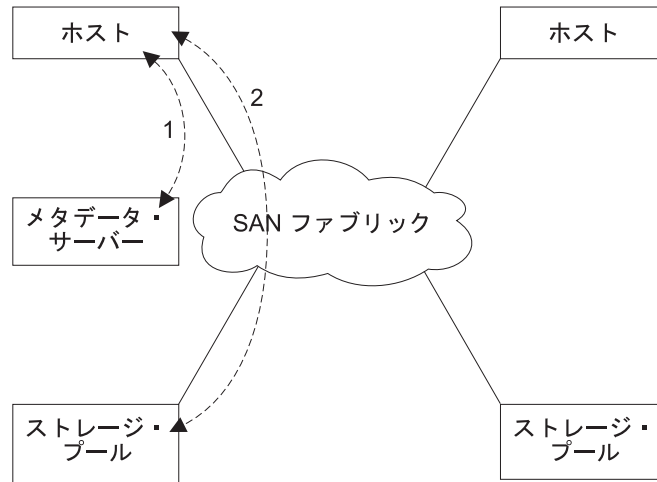 ホスト
ホスト
2
1
メタデータ・
サーバー
SAN ファブリック
ストレージ・
プール
ストレージ・
プール